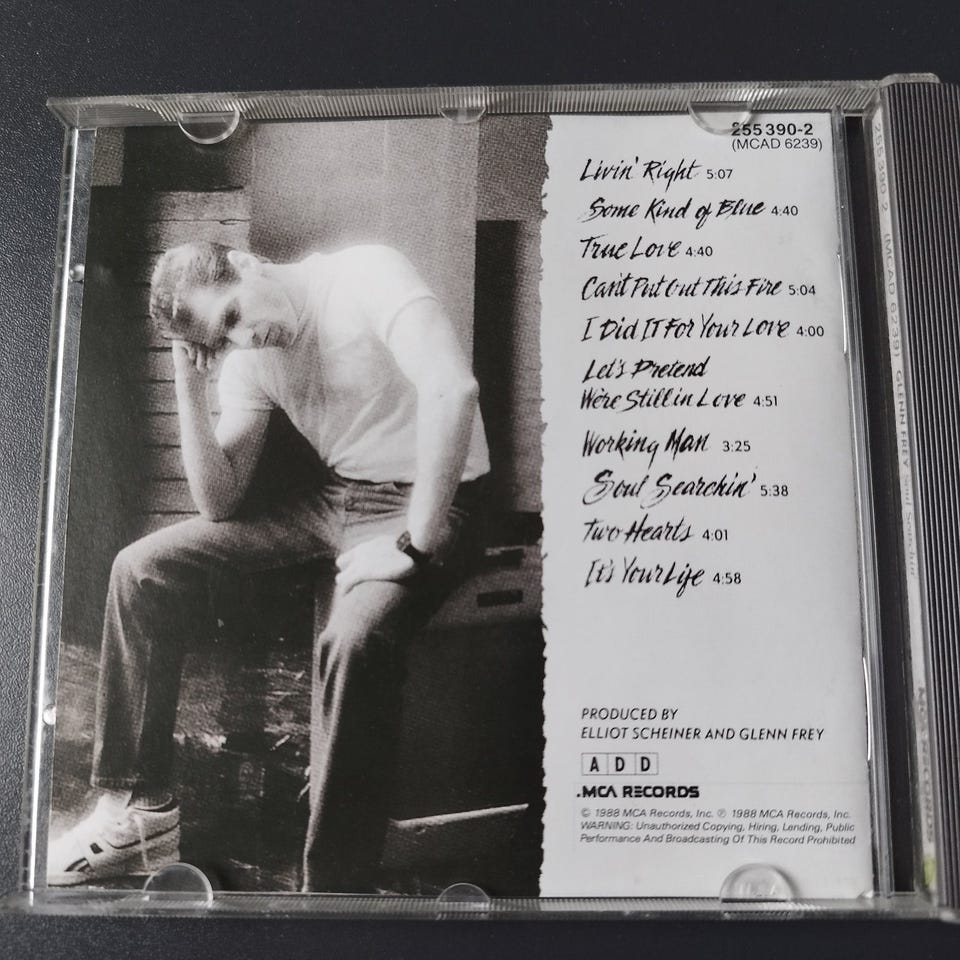 255 390-2
(MCAD 6239)
Livin' Right 5:07
Some Kind of Blue 4:40
True Love 4:40
Can't Put Out This Fire 5:04
I Did It For Your Love 4:00
Let's Pretend
We're Still in Love 4:51
Working Man 3:25
Soul Searchin' 5:38
Two Hearts 4:01
It's Your Life 4:58
PRODUCED BY
ELLIOT SCHEINER AND GLENN FREY
A D D
.MCA RECORDS
© 1988 MCA Records, Inc. ℗ 1988 MCA Records, Inc.
WARNING: Unauthorized Copying, Hiring, Lending, Public
Performance And Broadcasting Of This Record Prohibited
255 390-2 (MCAD 6239) GLENN FREY Soul Searchin'
MCA RECORDS